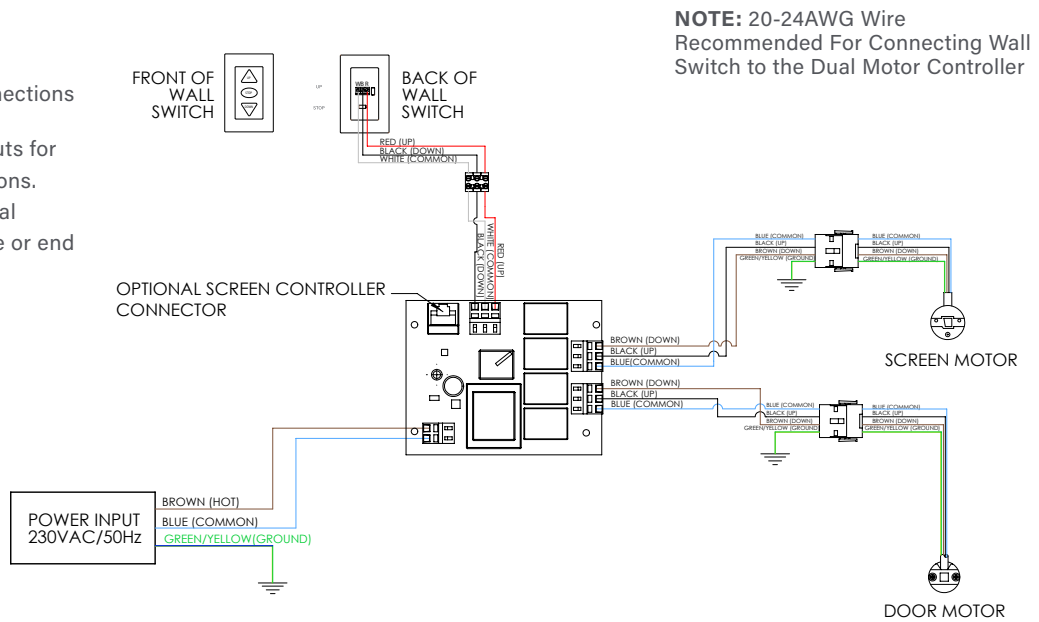 NOTE: 20-24AWG Wire
Recommended For Connecting Wall
Switch to the Dual Motor Controller
nections
uts for
ons.
al
e or end
FRONT OF
WALL
SWITCH
UP
STOP
W B R
BACK OF
WALL
SWITCH
RED (UP)
BLACK (DOWN)
WHITE (COMMON)
RED (UP)
WHITE (COMMON)
BLACK (DOWN)
OPTIONAL SCREEN CONTROLLER
CONNECTOR
BLUE (COMMON)
BLACK (UP)
BROWN (DOWN)
GREEN/YELLOW (GROUND)
BLUE (COMMON)
BLACK (UP)
BROWN (DOWN)
GREEN/YELLOW (GROUND)
SCREEN MOTOR
BROWN (DOWN)
BLACK (UP)
BLUE(COMMON)
BROWN (DOWN)
BLACK (UP)
BLUE (COMMON)
BLUE (COMMON)
BLACK (UP)
BROWN (DOWN)
GREEN/YELLOW (GROUND)
BLUE (COMMON)
BLACK (UP)
BROWN (DOWN)
GREEN/YELLOW (GROUND)
DOOR MOTOR
POWER INPUT
230VAC/50Hz
BROWN (HOT)
BLUE (COMMON)
GREEN/YELLOW(GROUND)